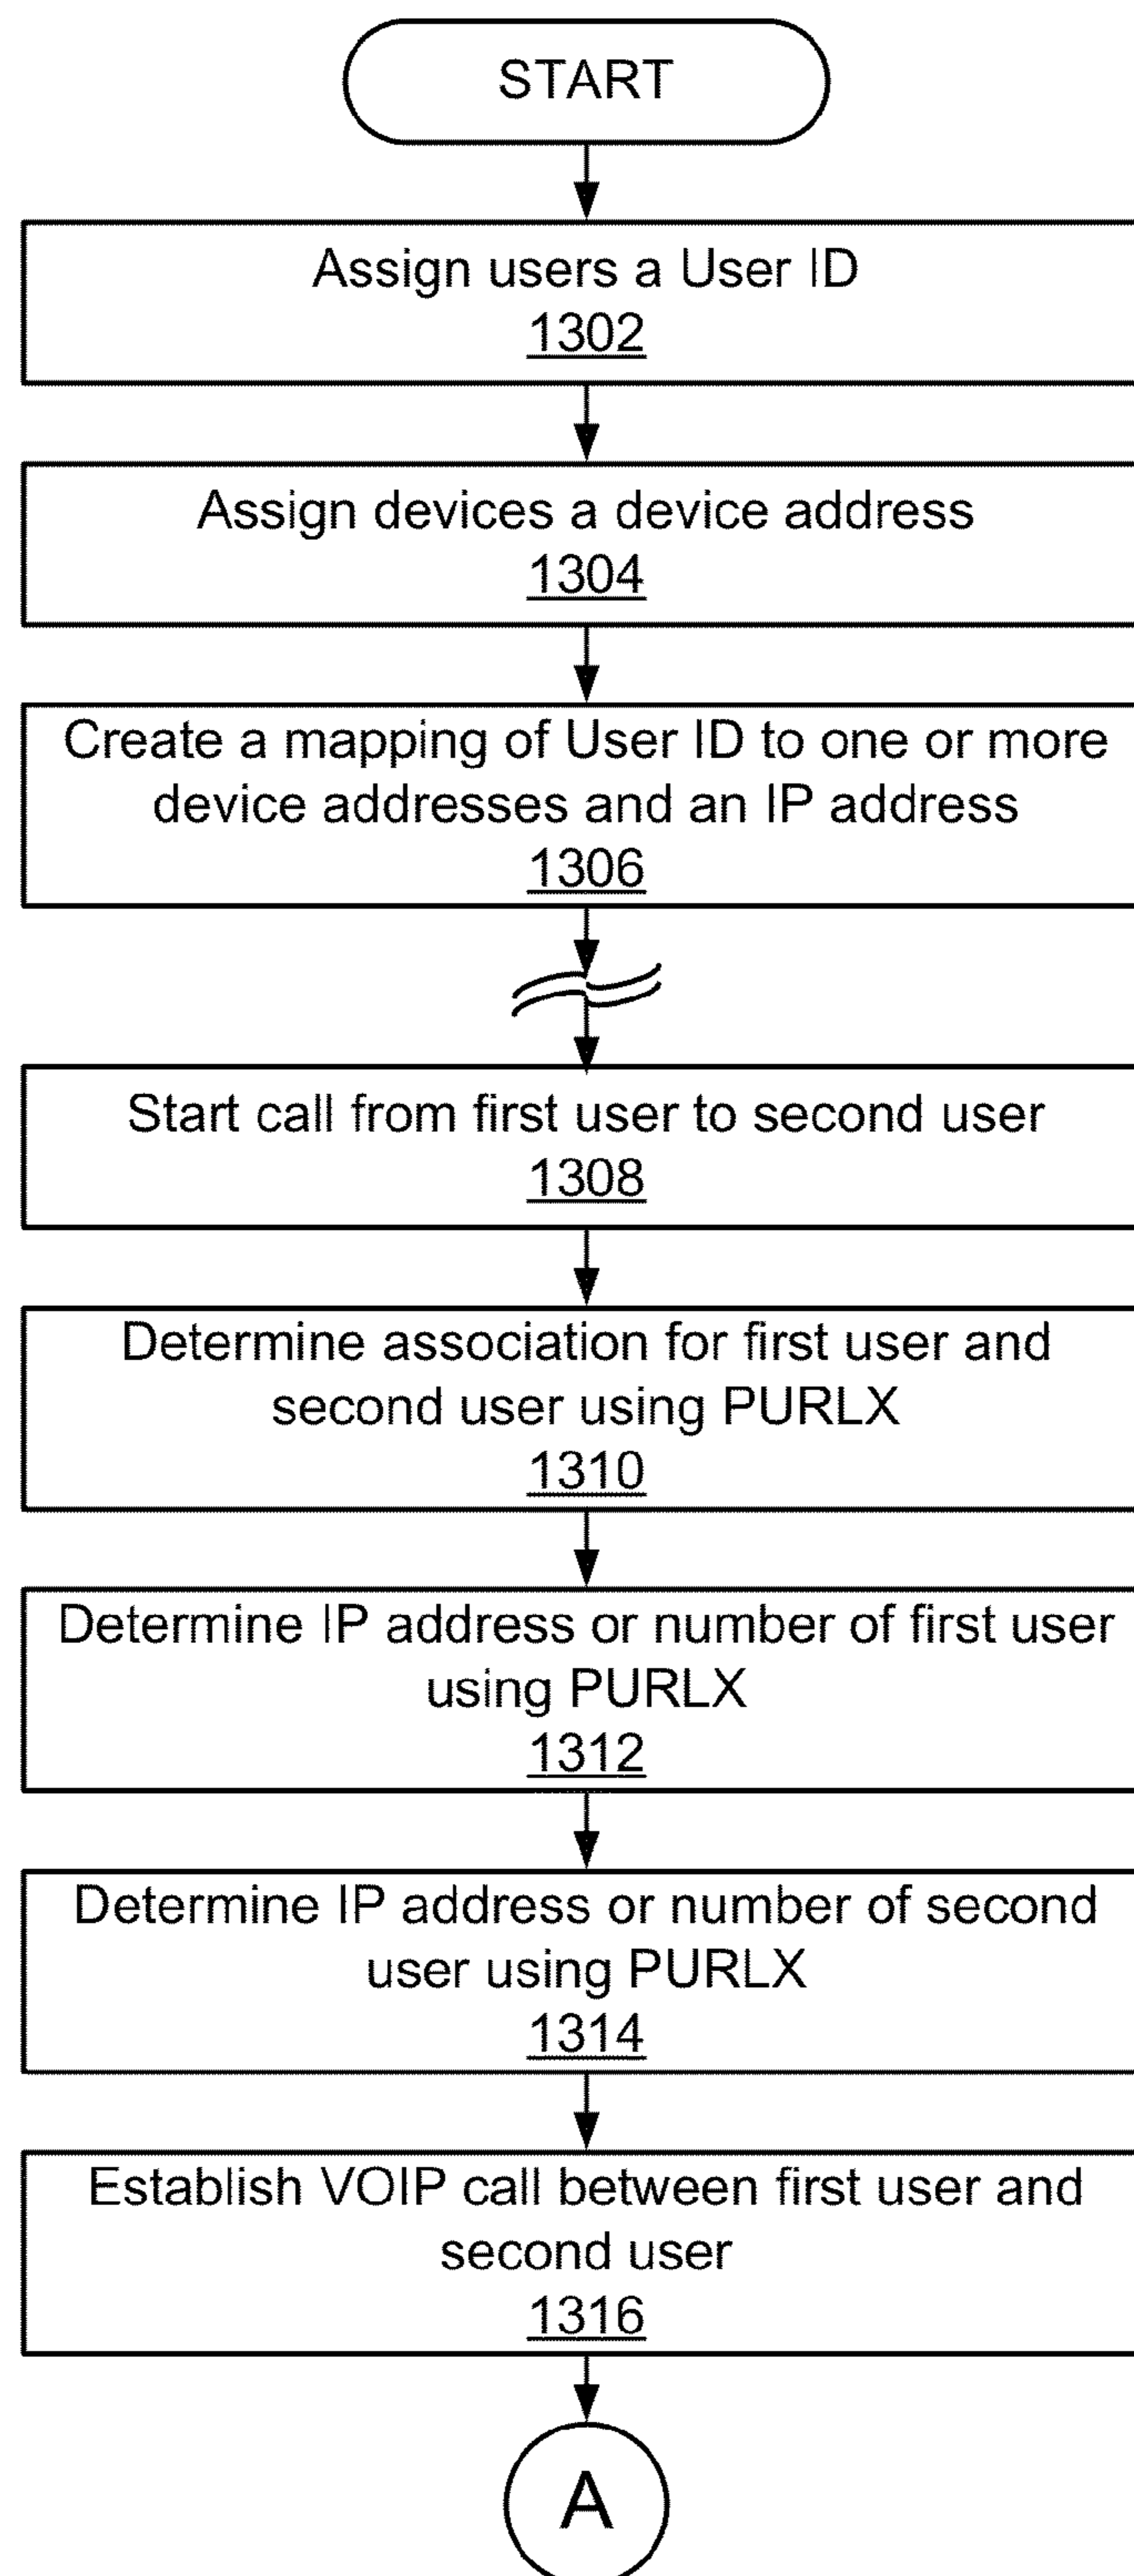 START
Assign users a User ID
1302
Assign devices a device address
1304
Create a mapping of User ID to one or more
device addresses and an IP address
1306
Start call from first user to second user
1308
Determine association for first user and
second user using PURLX
1310
Determine IP address or number of first user
using PURLX
1312
Determine IP address or number of second
user using PURLX
1314
Establish VOIP call between first user and
second user
1316
A